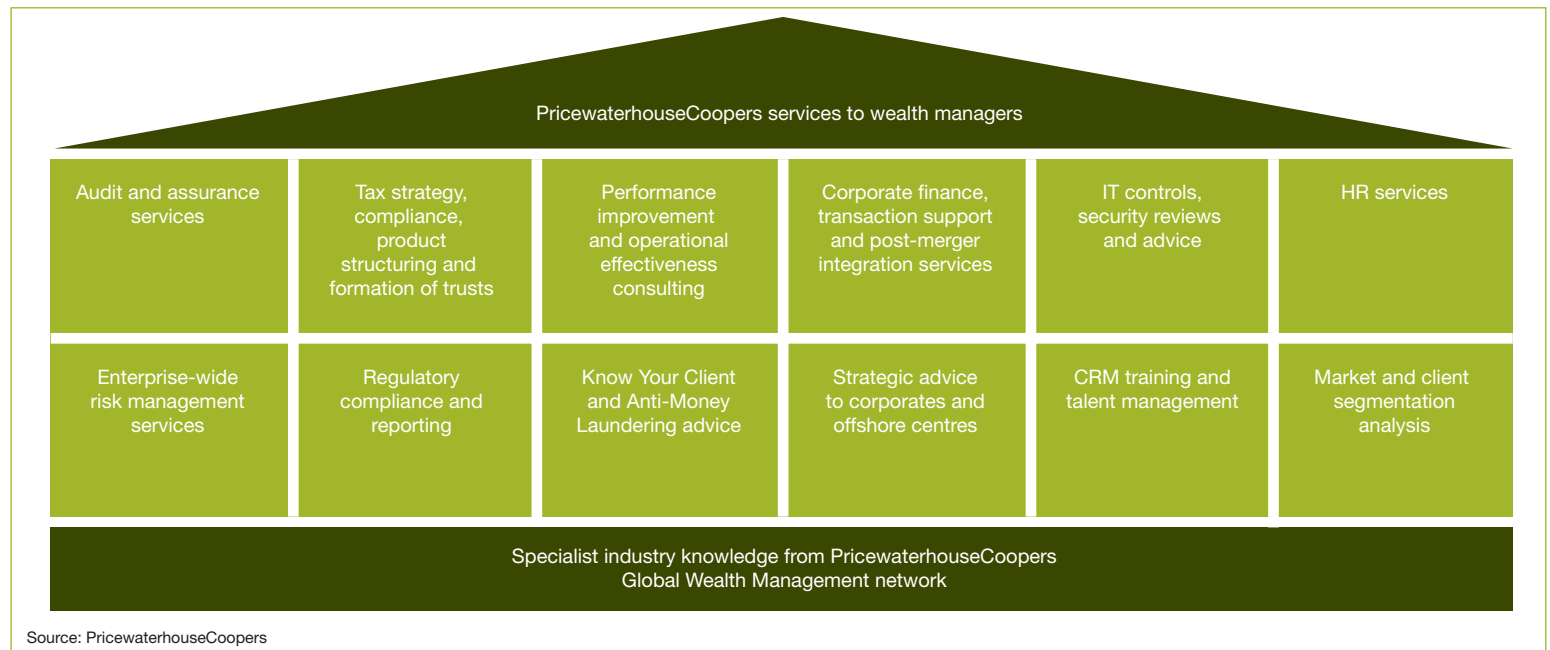 PricewaterhouseCoopers services to wealth managers
Audit and assurance
services
Tax strategy,
compliance,
product
structuring and
formation of trusts
Performance
improvement
and operational
effectiveness
consulting
Corporate finance,
transaction support
and post-merger
integration services
IT controls,
security reviews
and advice
HR services
Enterprise-wide
risk management
services
Regulatory
compliance and
reporting
Know Your Client
and Anti-Money
Laundering advice
Strategic advice
to corporates and
offshore centres
CRM training and
talent management
Market and client
segmentation
analysis
Specialist industry knowledge from PricewaterhouseCoopers
Global Wealth Management network
Source: PricewaterhouseCoopers